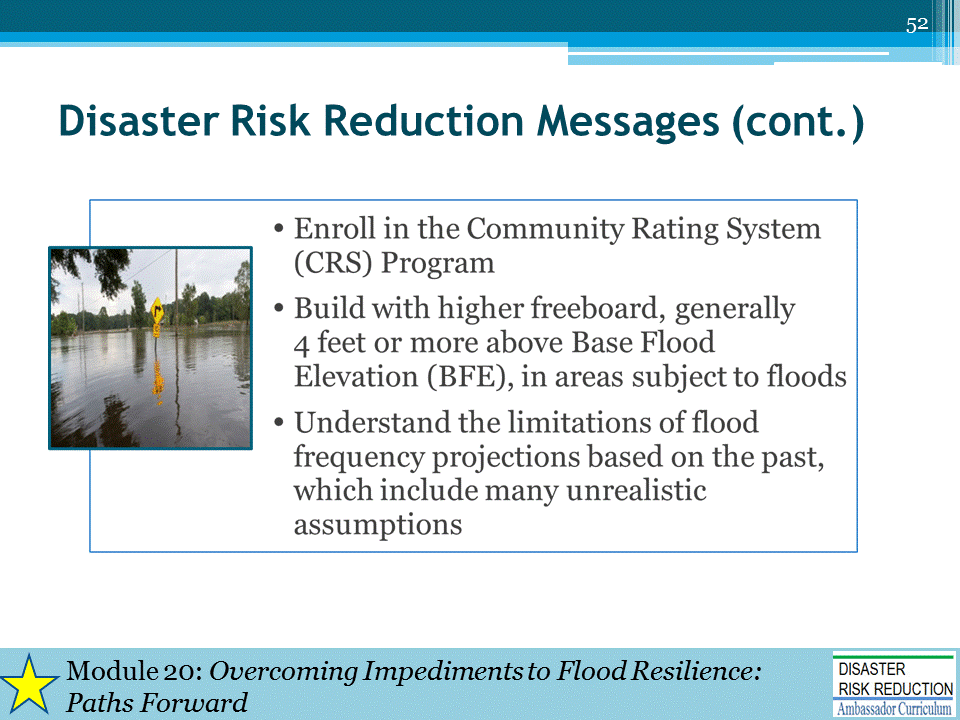 52
Disaster Risk Reduction Messages (cont.)
• Enroll in the Community Rating System
(CRS) Program
• Build with higher freeboard, generally
4 feet or more above Base Flood
Elevation (BFE), in areas subject to floods
• Understand the limitations of flood
frequency projections based on the past,
which include many unrealistic
assumptions
Module 20: Overcoming Impediments to Flood Resilience:
Paths Forward
DISASTER
RISK REDUCTION
Ambassador Curriculum